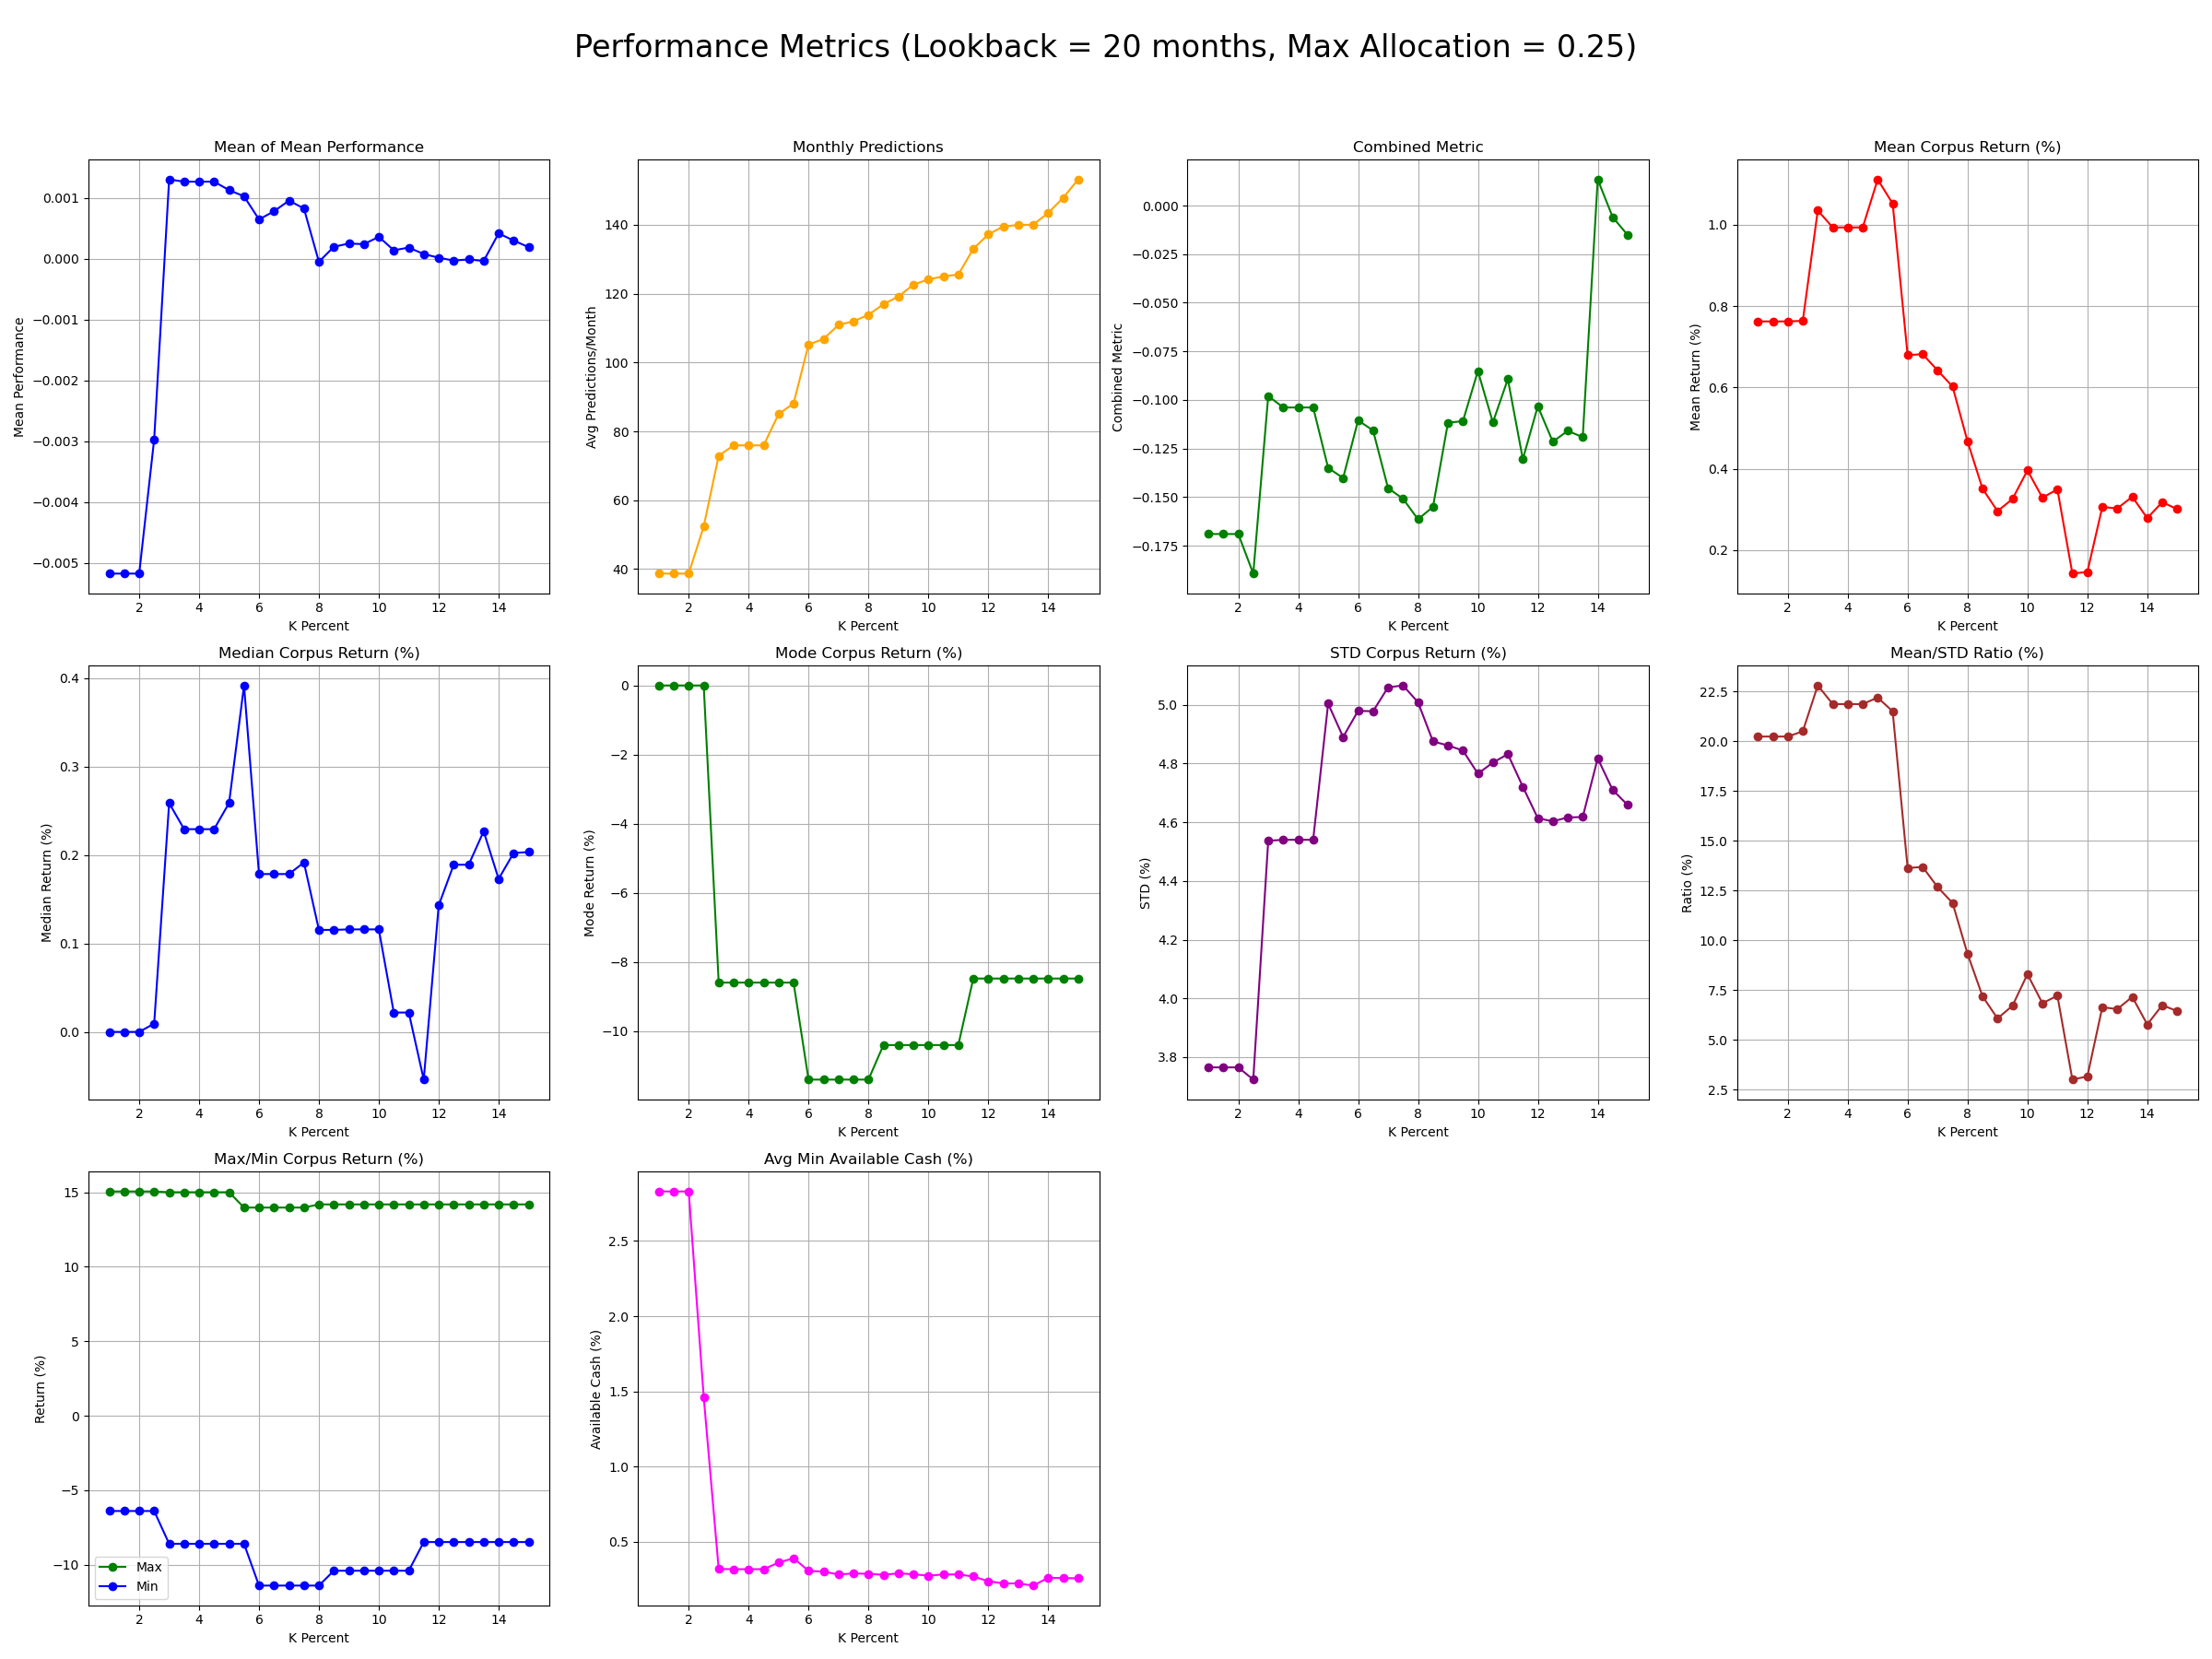 Performance Metrics (Lookback = 20 months, Max Allocation = 0.25)
Mean of Mean Performance
Mean Performance
0.001
0.000
−0.001
−0.002
−0.003
−0.004
−0.005
2 4 6 8 10 12 14
K Percent
Monthly Predictions
Avg Predictions/Month
140
120
100
80
60
40
2 4 6 8 10 12 14
K Percent
Combined Metric
Combined Metric
0.000
−0.025
−0.050
−0.075
−0.100
−0.125
−0.150
−0.175
2 4 6 8 10 12 14
K Percent
Mean Corpus Return (%)
Mean Return (%)
1.0
0.8
0.6
0.4
0.2
2 4 6 8 10 12 14
K Percent
Median Corpus Return (%)
Median Return (%)
0.4
0.3
0.2
0.1
0.0
2 4 6 8 10 12 14
K Percent
Mode Corpus Return (%)
Mode Return (%)
0
−2
−4
−6
−8
−10
2 4 6 8 10 12 14
K Percent
STD Corpus Return (%)
STD (%)
5.0
4.8
4.6
4.4
4.2
4.0
3.8
2 4 6 8 10 12 14
K Percent
Mean/STD Ratio (%)
Ratio (%)
22.5
20.0
17.5
15.0
12.5
10.0
7.5
5.0
2.5
2 4 6 8 10 12 14
K Percent
Max/Min Corpus Return (%)
Return (%)
15
10
5
0
−5
−10
Max
Min
2 4 6 8 10 12 14
K Percent
Avg Min Available Cash (%)
Available Cash (%)
2.5
2.0
1.5
1.0
0.5
2 4 6 8 10 12 14
K Percent